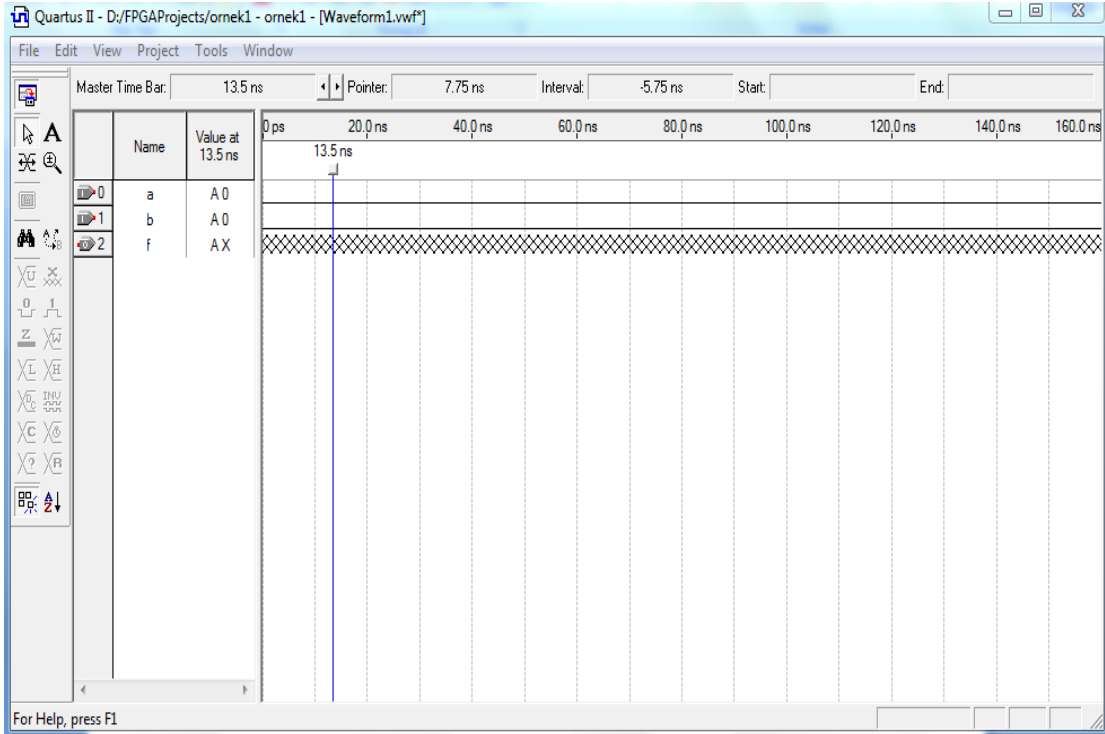 Quartus II - D:/FPGAProjects/ornek1 - ornek1 - [Waveform1.vwf*]
File Edit View Project Tools Window
Master Time Bar: 13.5 ns Pointer: 7.75 ns Interval: -5.75 ns Start: End:
Name Value at 13.5 ns
0 ps 20.0 ns 40.0 ns 60.0 ns 80.0 ns 100.0 ns 120.0 ns 140.0 ns 160.0 ns
13.5 ns
0 a A 0
1 b A 0
2 f A X
For Help, press F1